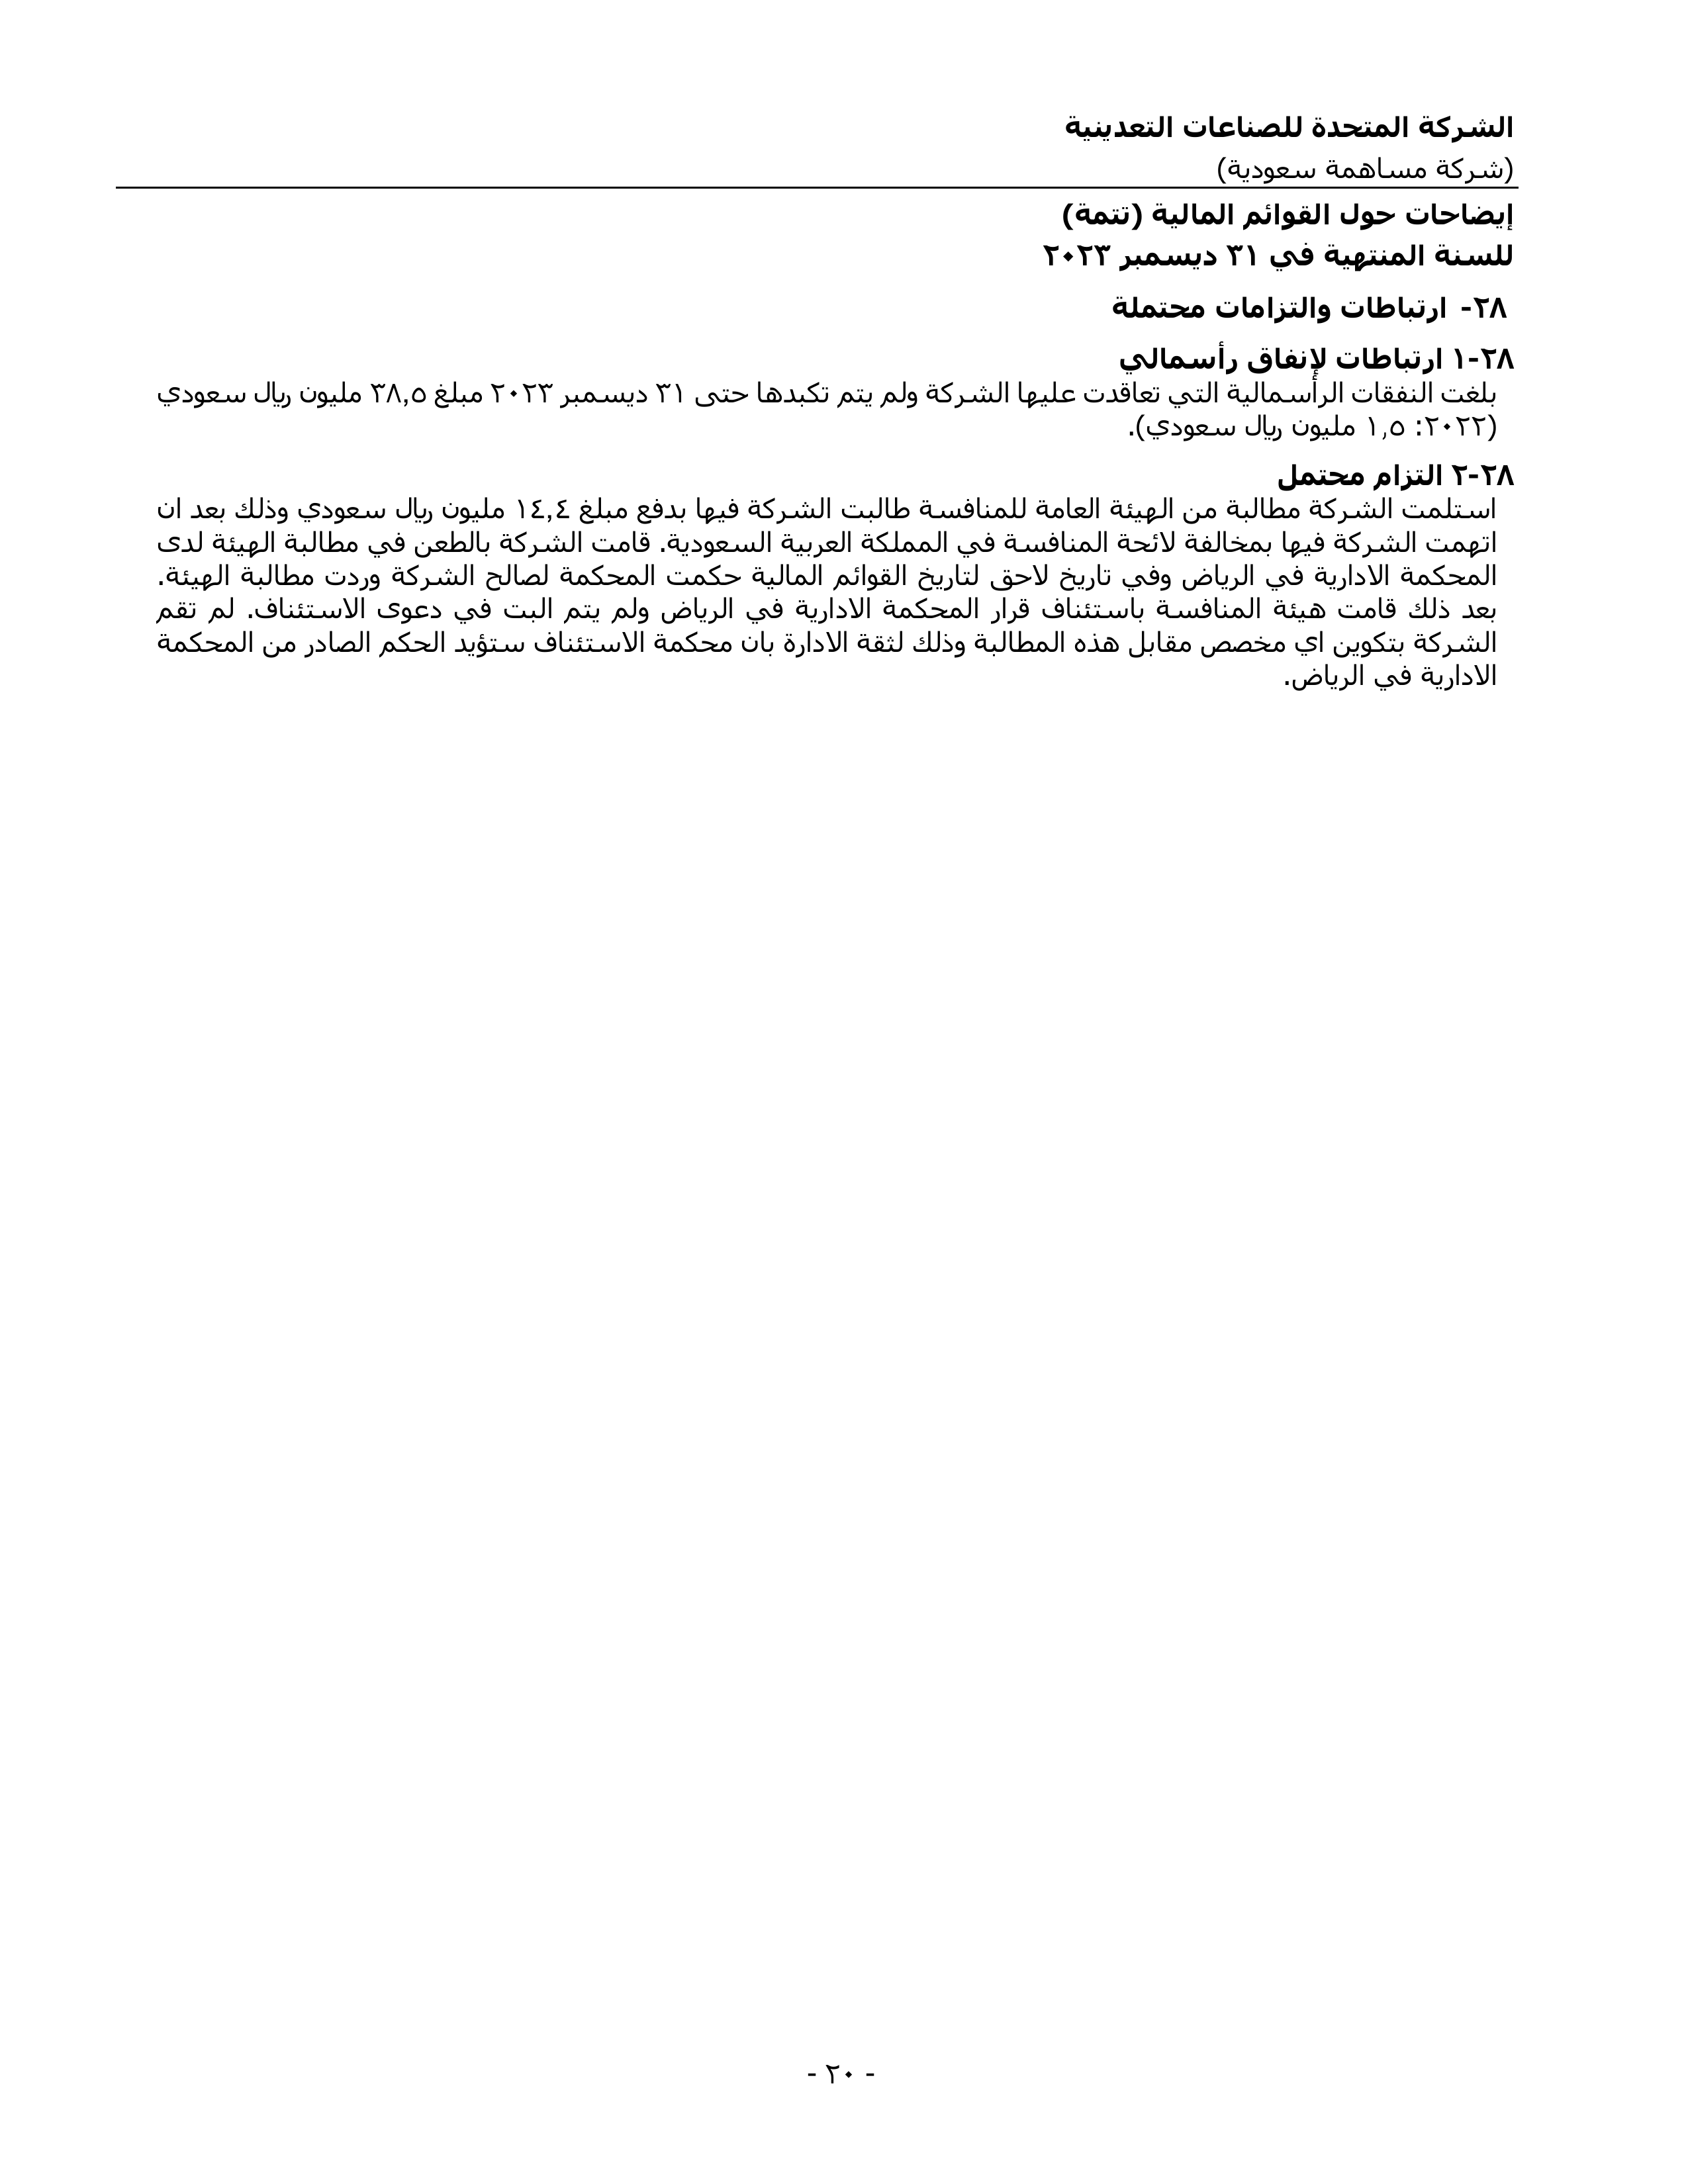 الشركة المتحدة للصناعات التعدينية
(شركة مساهمة سعودية)
إيضاحات حول القوائم المالية (تتمة)
للسنة المنتهية في ٣١ ديسمبر ٢٠٢٣
٢٨- ارتباطات والتزامات محتملة
٢٨-١ ارتباطات لإنفاق رأسمالي
بلغت النفقات الرأسمالية التي تعاقدت عليها الشركة ولم يتم تكبدها حتى ٣١ ديسمبر ٢٠٢٣ مبلغ ٣٨,٥ مليون ريال سعودي
(٢٠٢٢: ١,٥ مليون ريال سعودي).
٢٨-٢ التزام محتمل
استلمت الشركة مطالبة من الهيئة العامة للمنافسة طالبت الشركة فيها بدفع مبلغ ١٤,٤ مليون ريال سعودي وذلك بعد ان
اتهمت الشركة فيها بمخالفة لائحة المنافسة في المملكة العربية السعودية. قامت الشركة بالطعن في مطالبة الهيئة لدى
المحكمة الادارية في الرياض وفي تاريخ لاحق لتاريخ القوائم المالية حكمت المحكمة لصالح الشركة وردت مطالبة الهيئة.
بعد ذلك قامت هيئة المنافسة باستئناف قرار المحكمة الادارية في الرياض ولم يتم البت في دعوى الاستئناف. لم تقم
الشركة بتكوين اي مخصص مقابل هذه المطالبة وذلك لثقة الادارة بان محكمة الاستئناف ستؤيد الحكم الصادر من المحكمة
الادارية في الرياض.
- ٢٠ -